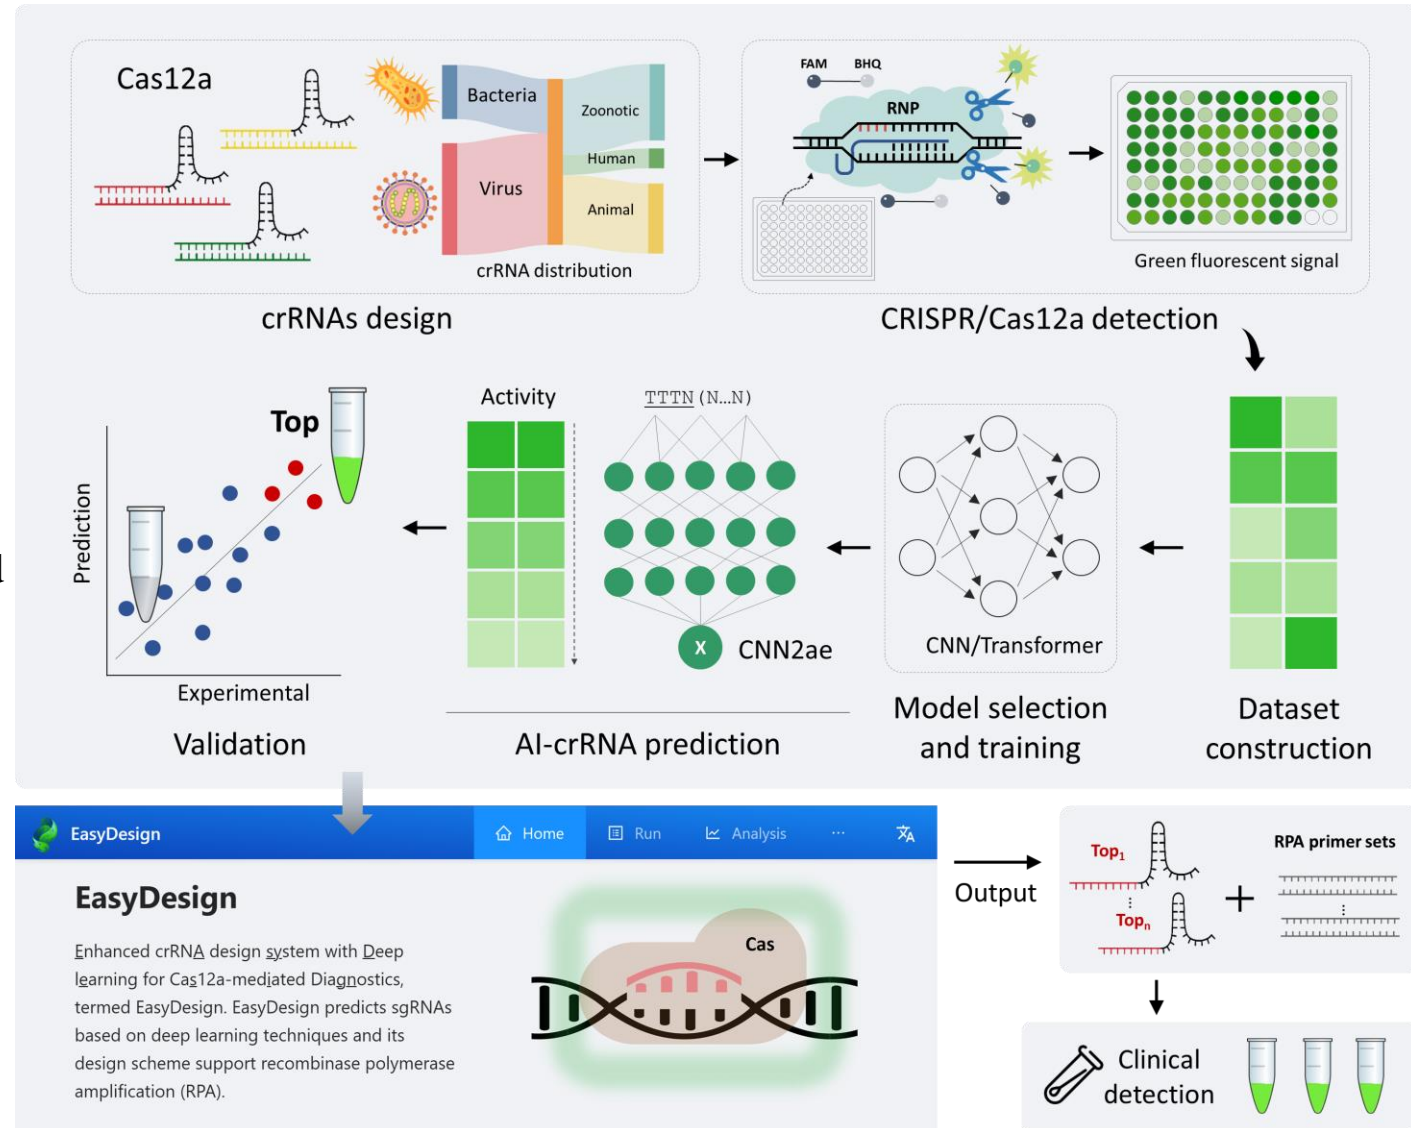 Cas12a
Bacteria
Virus
Zoonotic
Human
Animal
crRNA distribution
crRNAs design
FAM BHQ
RNP
Green fluorescent signal
CRISPR/Cas12a detection
Top
Prediction
Experimental
Validation
Activity
TTTN(N...N)
X
CNN2ae
AI-crRNA prediction
CNN/Transformer
Model selection
and training
Dataset
construction
d
EasyDesign
Home
Run
Analysis
...
文A
EasyDesign
Enhanced crRNA design system with Deep
learning for Cas12a-mediated Diagnostics,
termed EasyDesign. EasyDesign predicts sgRNAs
based on deep learning techniques and its
design scheme support recombinase polymerase
amplification (RPA).
Cas
Output
Top1
Topn
+
RPA primer sets
Clinical
detection